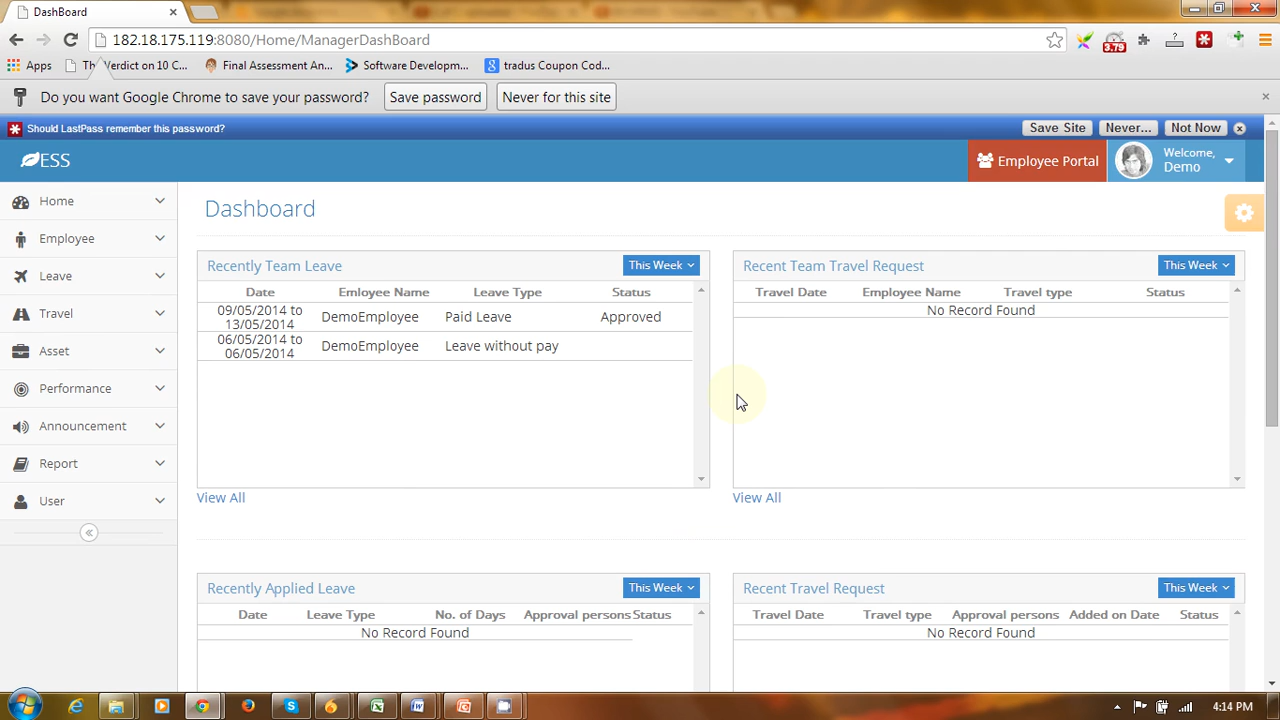 DashBoard
182.18.175.119:8080/Home/ManagerDashBoard
3.79
Apps
Verdict on 10 C...
Final Assessment An...
Software Developm...
tradus Coupon Cod...
Do you want Google Chrome to save your password?
Save password
Never for this site
Should LastPass remember this password?
Save Site
Never...
Not Now
ESS
Employee Portal
Welcome,
Demo
Home
Employee
Leave
Travel
Asset
Performance
Announcement
Report
User
Dashboard
Recently Team Leave
This Week
Date Emloyee Name Leave Type Status
09/05/2014 to
13/05/2014
DemoEmployee Paid Leave Approved
06/05/2014 to
06/05/2014
DemoEmployee Leave without pay
View All
Recent Team Travel Request
This Week
Travel Date Employee Name Travel type Status
No Record Found
View All
Recently Applied Leave
This Week
Date Leave Type No. of Days Approval persons Status
No Record Found
Recent Travel Request
This Week
Travel Date Travel type Approval persons Added on Date Status
No Record Found
4:14 PM